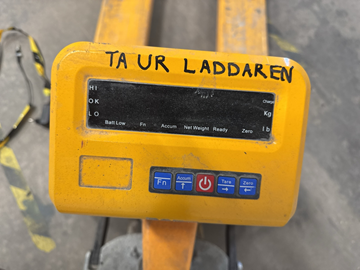 TA UR LADDAREN
HI
OK
LO
Charge
Kg
lb
Batt Low Fn Accum Net Weight Ready Zero
Fn Accum Tare Zero